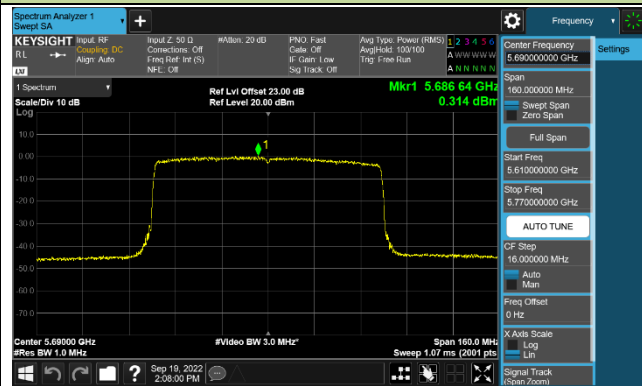 Spectrum Analyzer 1
Swept SA
Frequency
KEYSIGHT
RL
LXI
Input: RF
Coupling: DC
Align: Auto
Input Z: 50 Ω
Corrections: Off
Freq Ref: Int (S)
NFE: Off
#Atten: 20 dB
PNO: Fast
Gate: Off
IF Gain: Low
Sig Track: Off
Avg Type: Power (RMS)
Avg|Hold: 100/100
Trig: Free Run
1 2 3 4 5 6
A W W W W W
A N N N N N
1 Spectrum
Scale/Div 10 dB
Log
Ref Lvl Offset 23.00 dB
Ref Level 20.00 dBm
Mkr1 5.686 64 GHz
0.314 dBm
1
10.0
0.00
-10.0
-20.0
-30.0
-40.0
-50.0
-60.0
-70.0
Center 5.69000 GHz
#Res BW 1.0 MHz
#Video BW 3.0 MHz*
Span 160.0 MHz
Sweep 1.07 ms (2001 pts)
?
Sep 19, 2022
2:08:00 PM
Center Frequency
5.690000000 GHz
Span
160.000000 MHz
Swept Span
Zero Span
Full Span
Start Freq
5.610000000 GHz
Stop Freq
5.770000000 GHz
AUTO TUNE
CF Step
16.000000 MHz
Auto
Man
Freq Offset
0 Hz
X Axis Scale
Log
Lin
Signal Track
(Span Zoom)
Settings